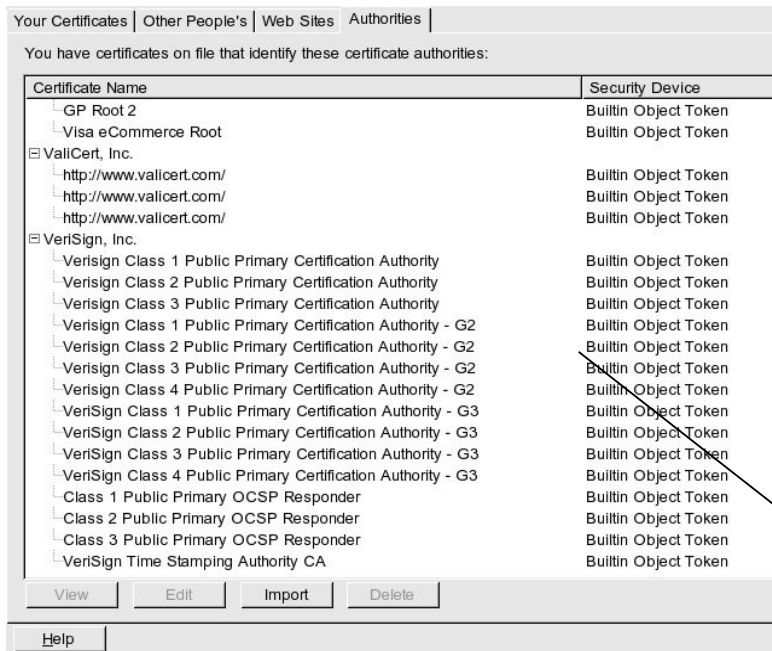 Your Certificates Other People's Web Sites Authorities
You have certificates on file that identify these certificate authorities:
Certificate Name Security Device
GP Root 2 Builtin Object Token
Visa eCommerce Root Builtin Object Token
ValiCert, Inc.
http://www.valicert.com/ Builtin Object Token
http://www.valicert.com/ Builtin Object Token
http://www.valicert.com/ Builtin Object Token
VeriSign, Inc.
Verisign Class 1 Public Primary Certification Authority Builtin Object Token
Verisign Class 2 Public Primary Certification Authority Builtin Object Token
Verisign Class 3 Public Primary Certification Authority Builtin Object Token
Verisign Class 1 Public Primary Certification Authority - G2 Builtin Object Token
Verisign Class 2 Public Primary Certification Authority - G2 Builtin Object Token
Verisign Class 3 Public Primary Certification Authority - G2 Builtin Object Token
Verisign Class 4 Public Primary Certification Authority - G2 Builtin Object Token
VeriSign Class 1 Public Primary Certification Authority - G3 Builtin Object Token
VeriSign Class 2 Public Primary Certification Authority - G3 Builtin Object Token
VeriSign Class 3 Public Primary Certification Authority - G3 Builtin Object Token
VeriSign Class 4 Public Primary Certification Authority - G3 Builtin Object Token
Class 1 Public Primary OCSP Responder Builtin Object Token
Class 2 Public Primary OCSP Responder Builtin Object Token
Class 3 Public Primary OCSP Responder Builtin Object Token
VeriSign Time Stamping Authority CA Builtin Object Token
View Edit Import Delete
Help